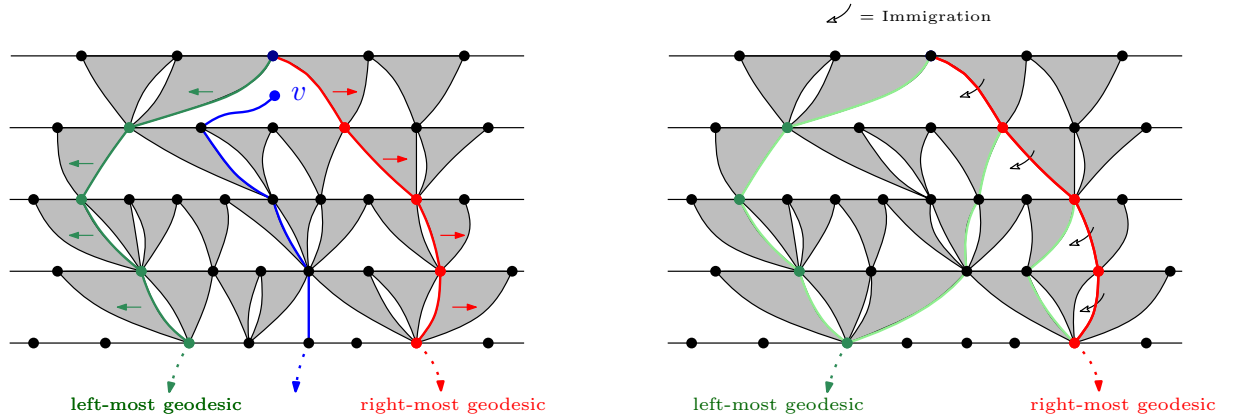 = Immigration
v
left-most geodesic
right-most geodesic
left-most geodesic
right-most geodesic